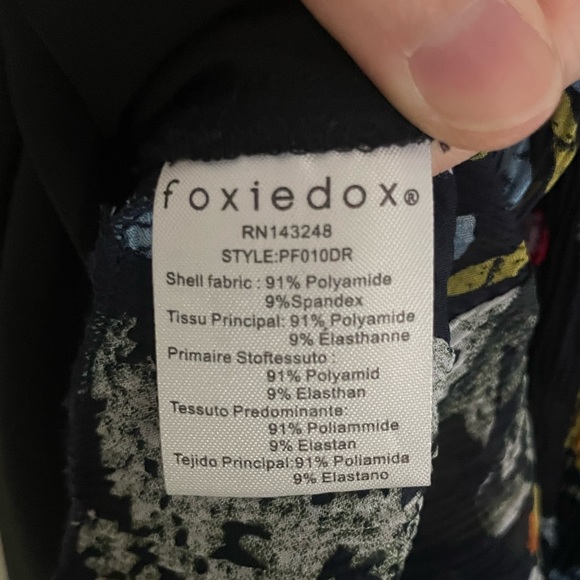 foxiedox®
RN143248
STYLE:PF010DR
Shell fabric : 91% Polyamide
9%Spandex
Tissu Principal: 91% Polyamide
9% Élasthanne
Primaire Stoftessuto :
91% Polyamid
9% Elasthan
Tessuto Predominante:
91% Poliammide
9% Elastan
Tejido Principal:91% Poliamida
9% Elastano